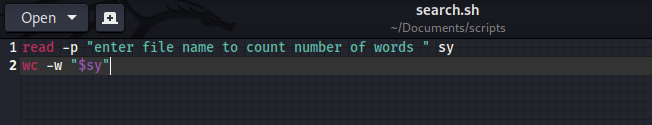 Open
search.sh
~/Documents/scripts
1 read -p "enter file name to count number of words " sy
2 wc -w "$sy"